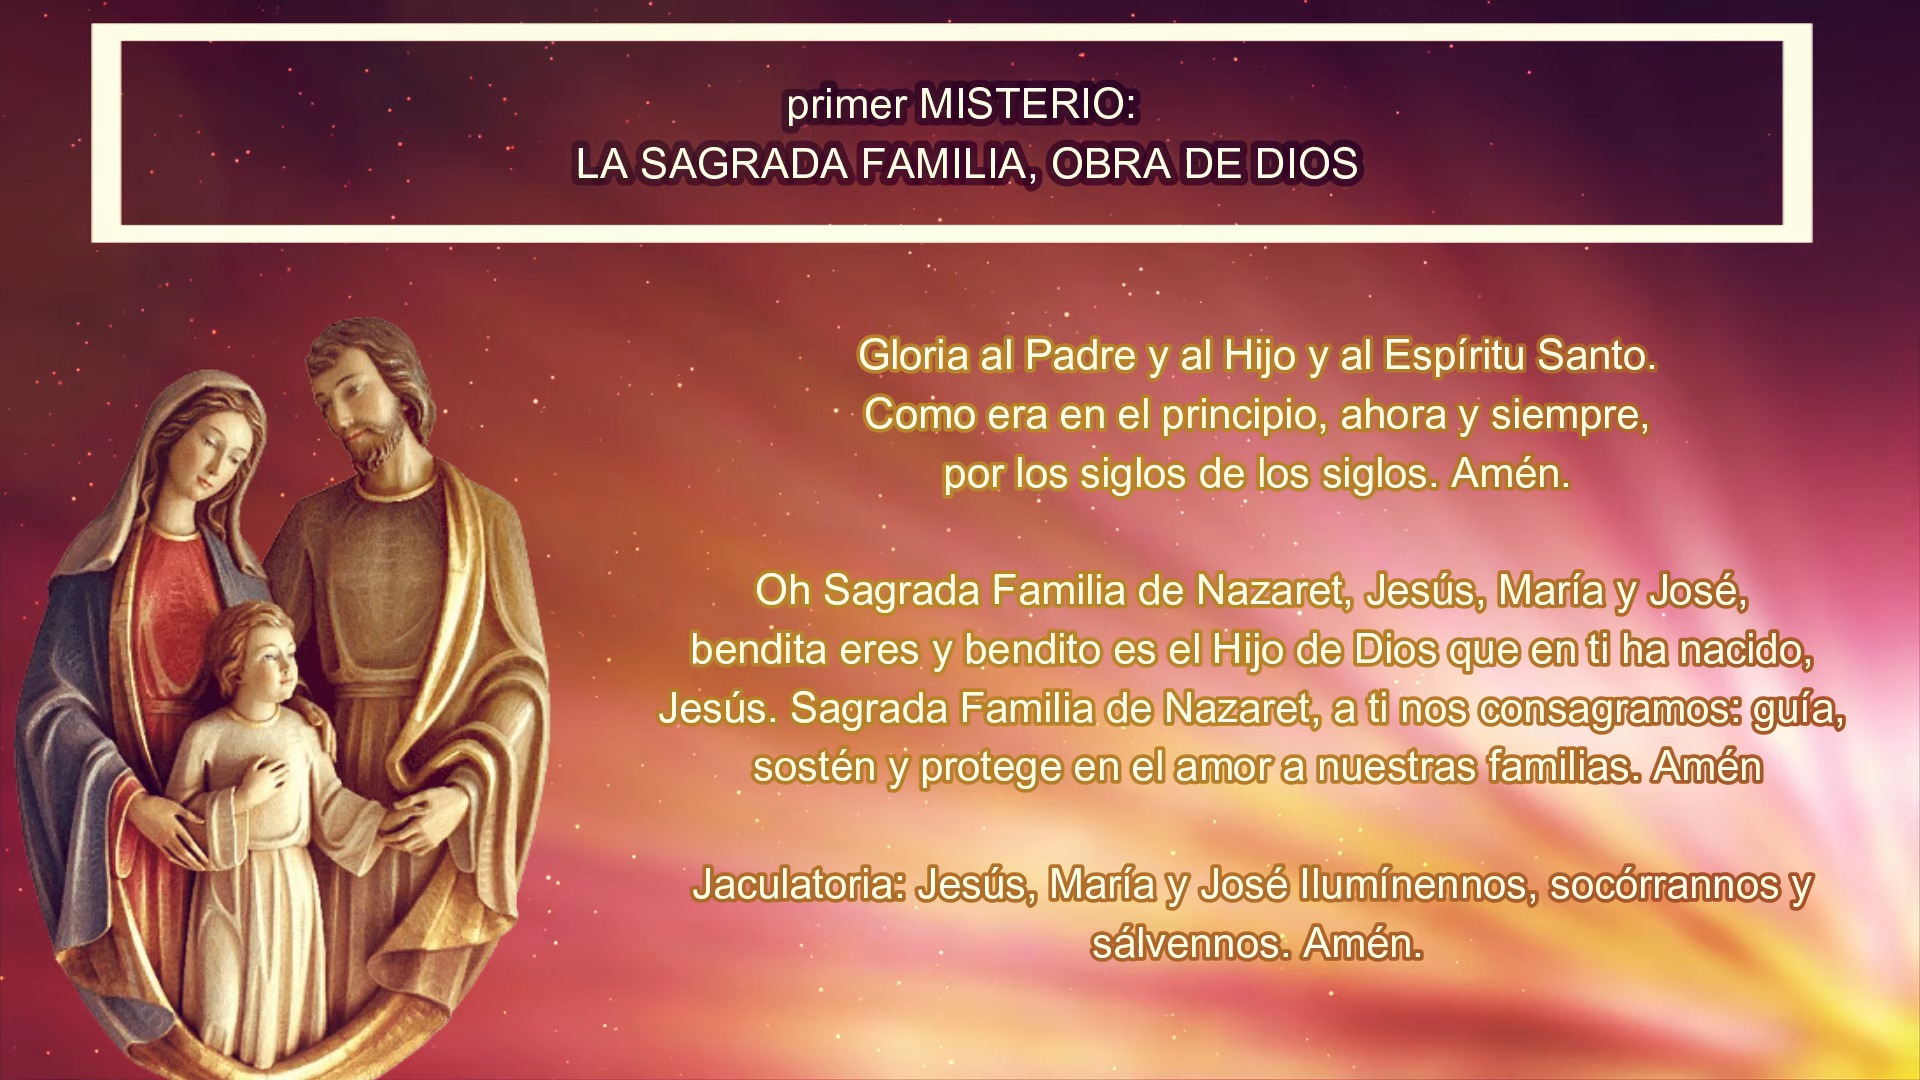 primer MISTERIO:
LA SAGRADA FAMILIA, OBRA DE DIOS
Gloria al Padre y al Hijo y al Espíritu Santo.
Como era en el principio, ahora y siempre,
por los siglos de los siglos. Amén.
Oh Sagrada Familia de Nazaret, Jesús, María y José,
bendita eres y bendito es el Hijo de Dios que en ti ha nacido,
Jesús. Sagrada Familia de Nazaret, a ti nos consagramos: guía,
sostén y protege en el amor a nuestras familias. Amén
Jaculatoria: Jesús, María y José Ilumínennos, socórrannos y
sálvennos. Amén.